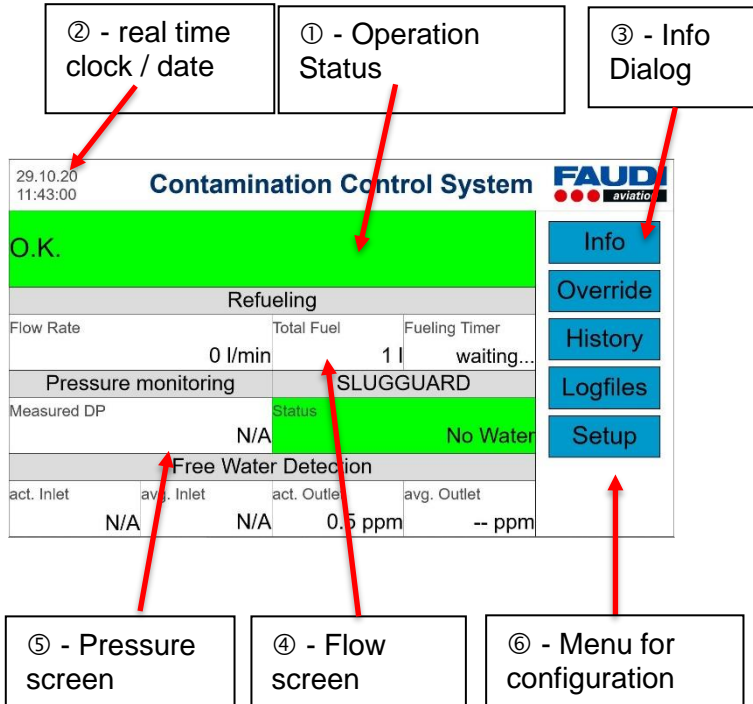 ② - real time
clock / date
① - Operation
Status
③ - Info
Dialog
29.10.20
11:43:00
Contamination Control System
FAUDI
aviation
O.K.
Info
Override
History
Logfiles
Setup
Refueling
Flow Rate
0 l/min
Total Fuel
1 l
Fueling Timer
waiting...
Pressure monitoring
SLUGGUARD
Measured DP
N/A
Status
No Water
Free Water Detection
act. Inlet
N/A
avg. Inlet
N/A
act. Outlet
0.5 ppm
avg. Outlet
-- ppm
⑤ - Pressure
screen
④ - Flow
screen
⑥ - Menu for
configuration